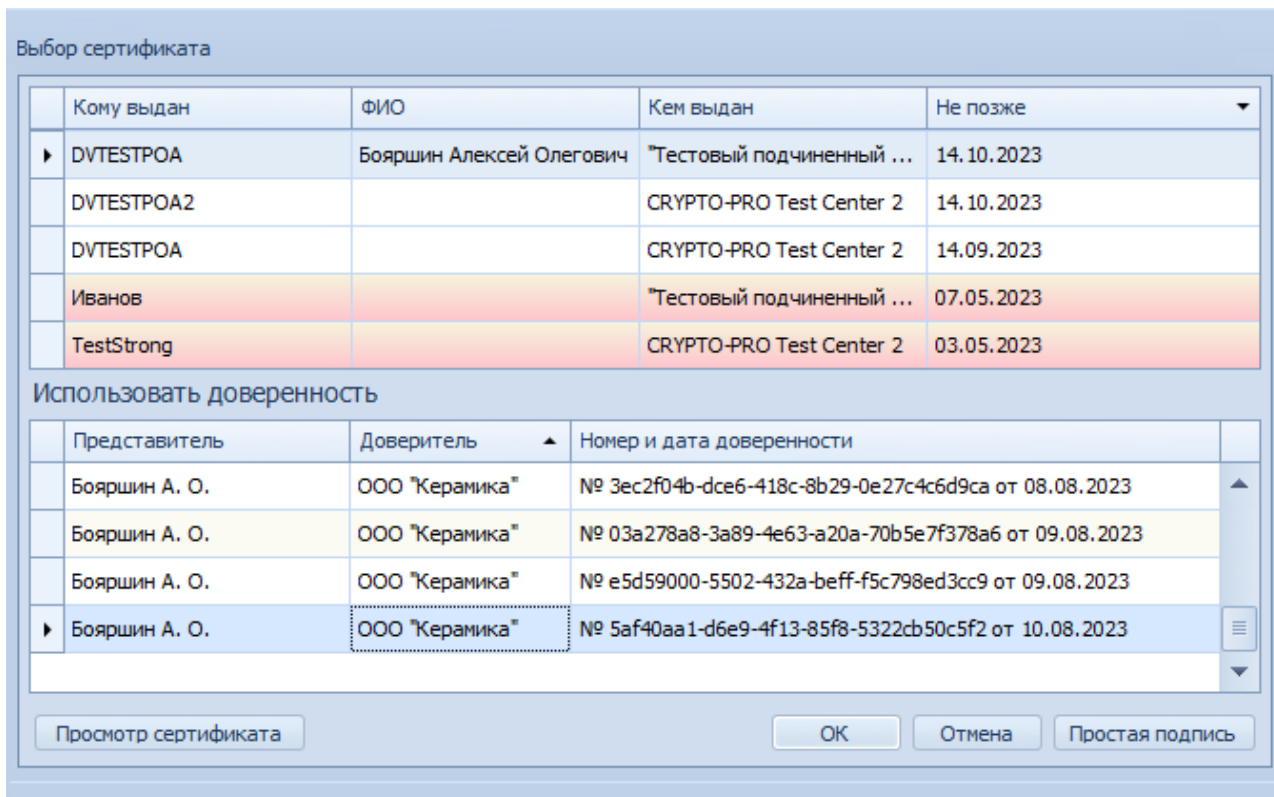 Выбор сертификата
Кому выдан ФИО Кем выдан Не позже
DVTESTPOA Бояршин Алексей Олегович "Тестовый подчиненный ... 14.10.2023
DVTESTPOA2 CRYPTO-PRO Test Center 2 14.10.2023
DVTESTPOA CRYPTO-PRO Test Center 2 14.09.2023
Иванов "Тестовый подчиненный ... 07.05.2023
TestStrong CRYPTO-PRO Test Center 2 03.05.2023
Использовать доверенность
Представитель Доверитель Номер и дата доверенности
Бояршин А. О. ООО "Керамика" № 3ec2f04b-dce6-418c-8b29-0e27c4c6d9ca от 08.08.2023
Бояршин А. О. ООО "Керамика" № 03a278a8-3a89-4e63-a20a-70b5e7f378a6 от 09.08.2023
Бояршин А. О. ООО "Керамика" № e5d59000-5502-432a-beff-f5c798ed3cc9 от 09.08.2023
Бояршин А. О. ООО "Керамика" № 5af40aa1-d6e9-4f13-85f8-5322cb50c5f2 от 10.08.2023
Просмотр сертификата ОК Отмена Простая подпись